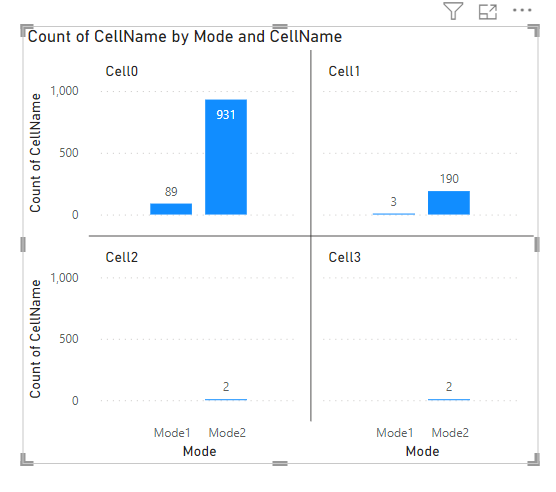 Count of CellName by Mode and CellName
Cell0
Cell1
Count of CellName
1,000
500
0
89
931
3
190
Cell2
Cell3
Count of CellName
1,000
500
0
2
2
Mode1 Mode2
Mode1 Mode2
Mode
Mode